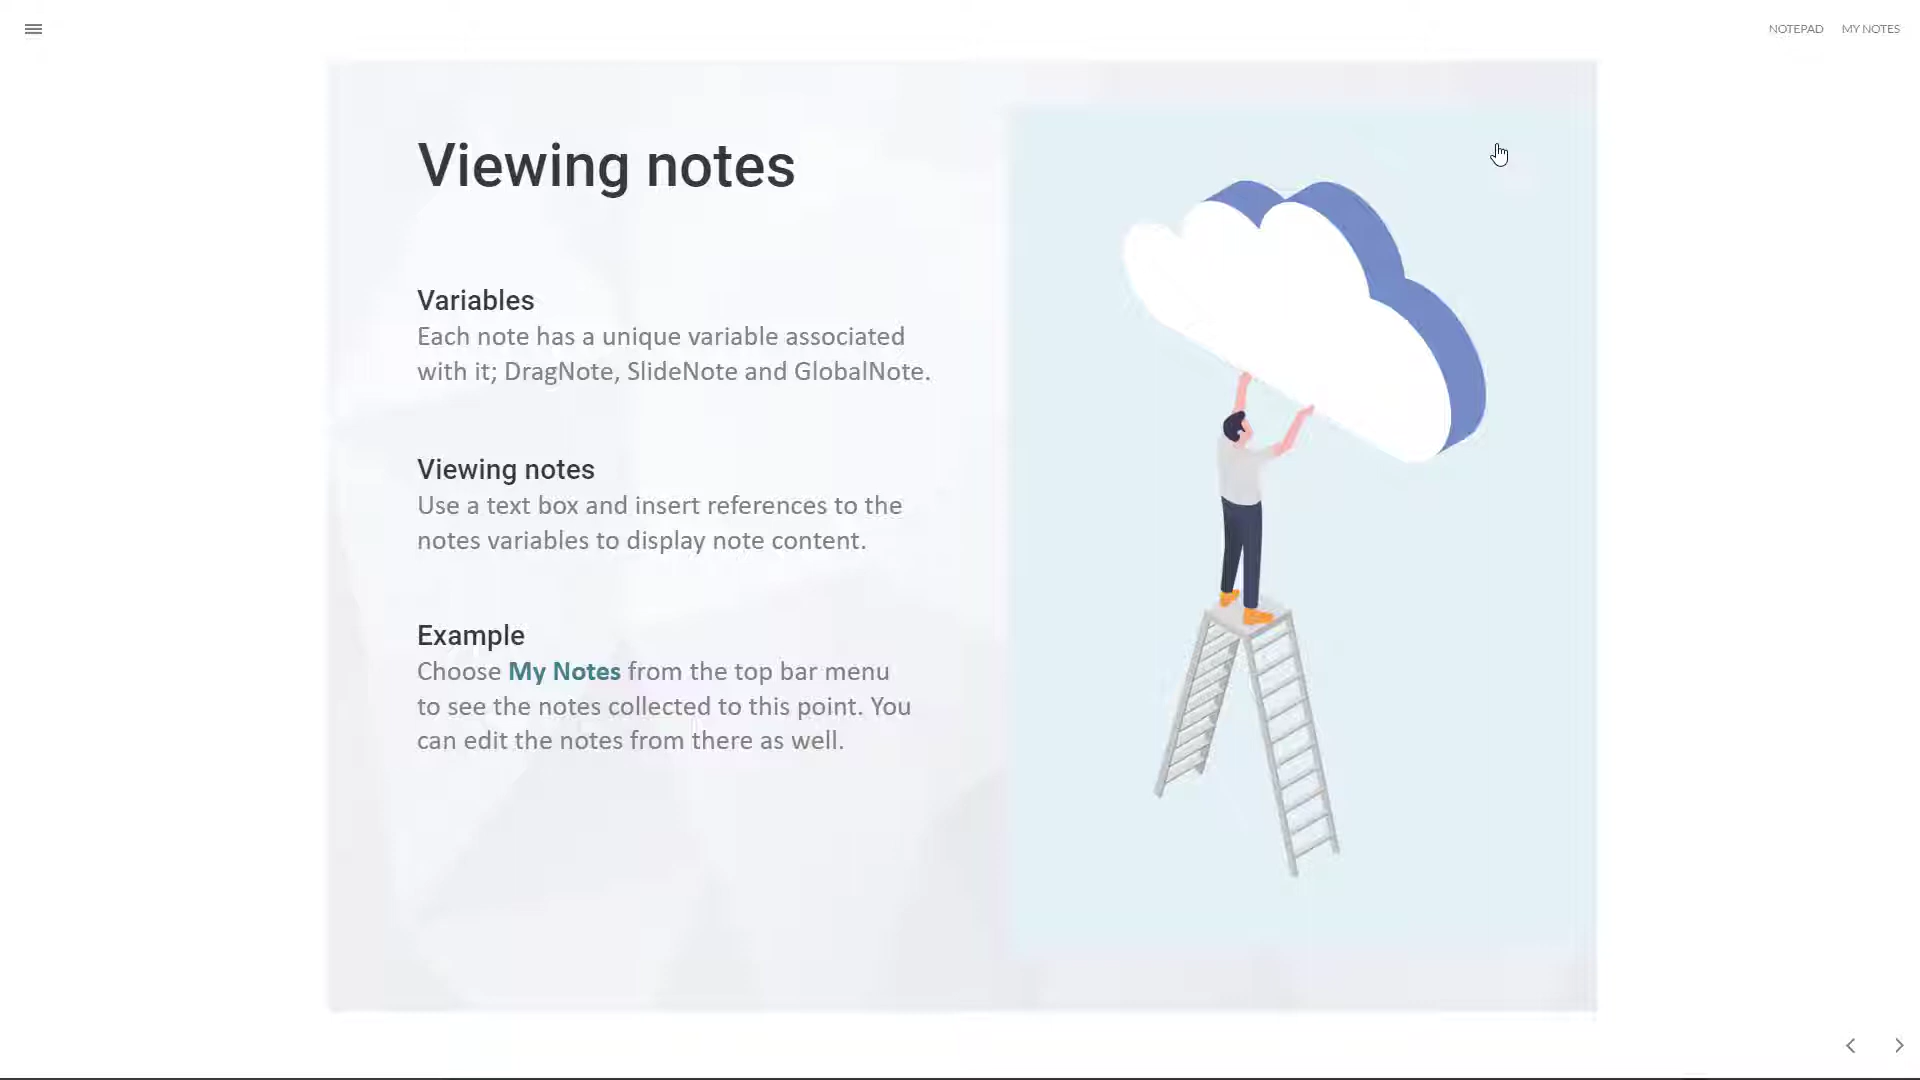 NOTEPAD MY NOTES
Viewing notes
Variables
Each note has a unique variable associated
with it; DragNote, SlideNote and GlobalNote.
Viewing notes
Use a text box and insert references to the
notes variables to display note content.
Example
Choose My Notes from the top bar menu
to see the notes collected to this point. You
can edit the notes from there as well.